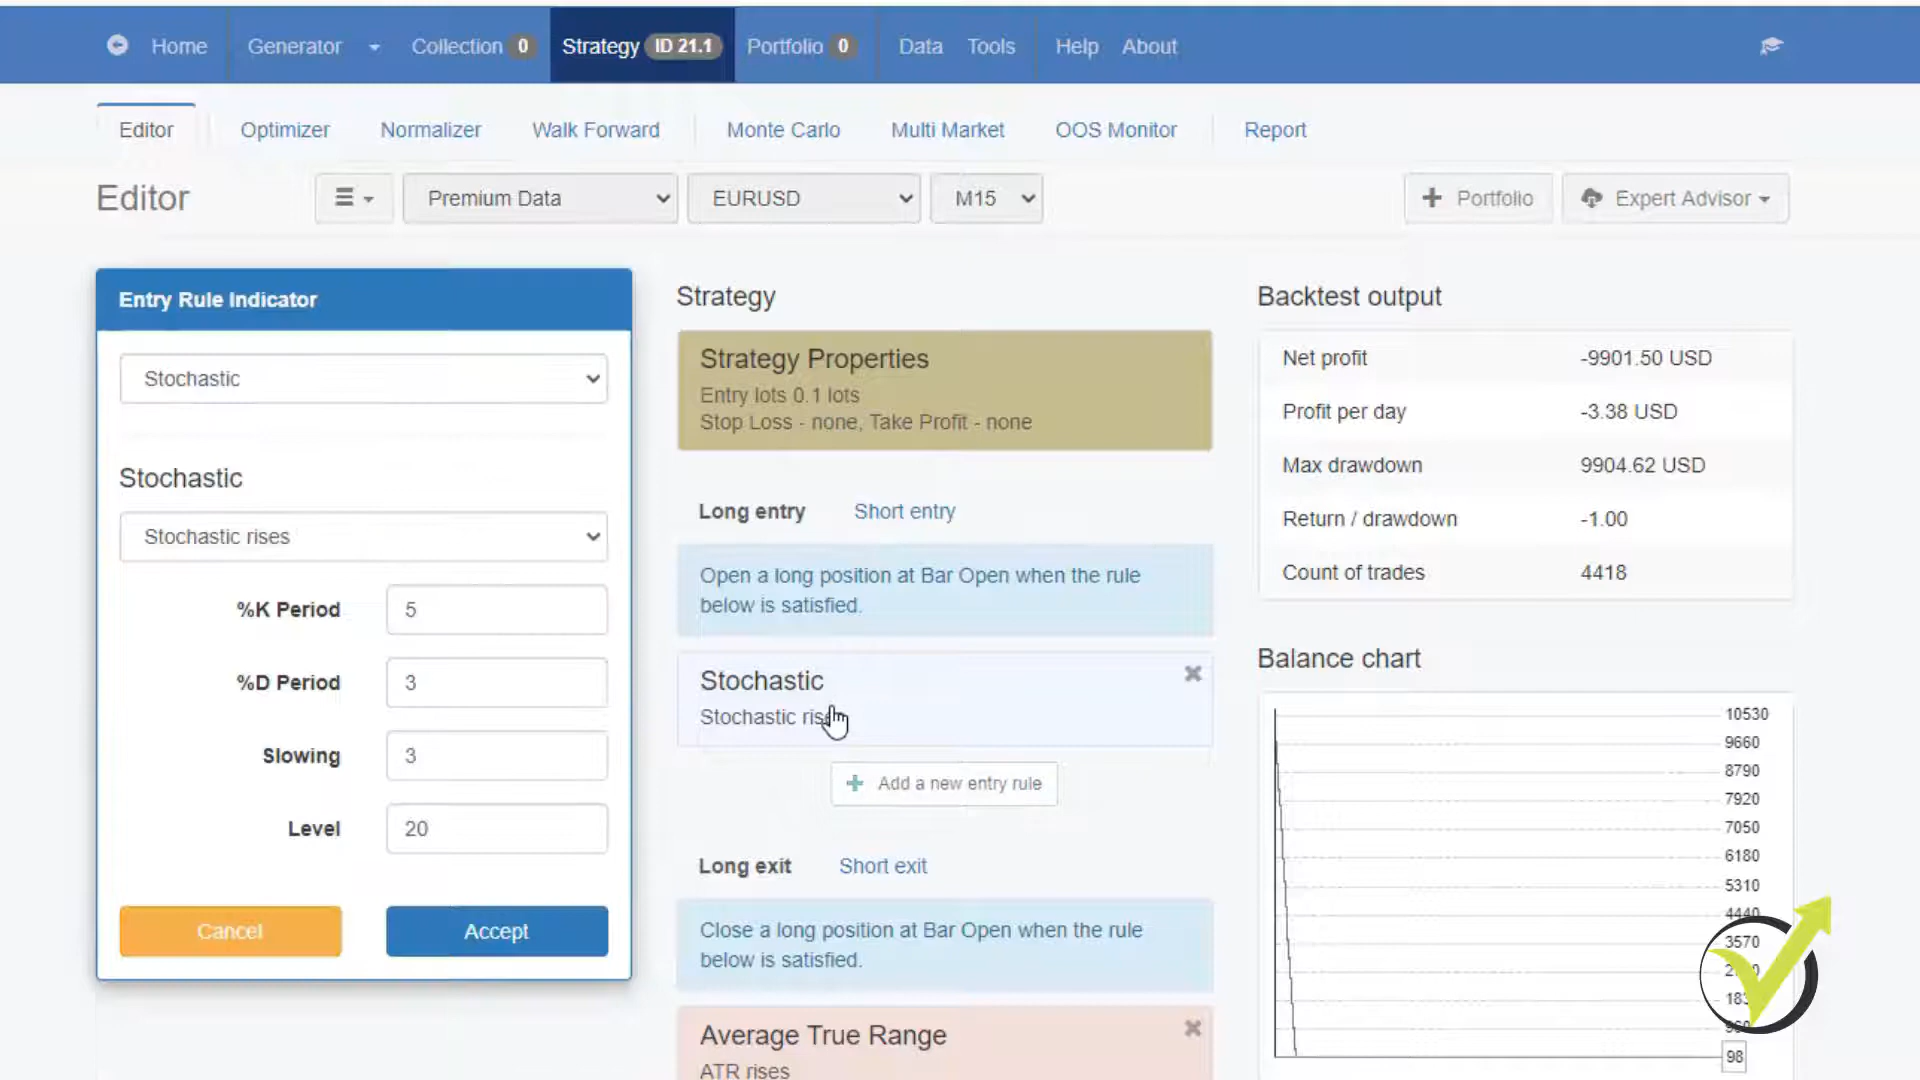 Home
Generator
Collection 0
Strategy ID 21.1
Portfolio 0
Data
Tools
Help
About
Editor
Optimizer
Normalizer
Walk Forward
Monte Carlo
Multi Market
OOS Monitor
Report
Editor
Premium Data
EURUSD
M15
Portfolio
Expert Advisor
Entry Rule Indicator
Stochastic
Stochastic
Stochastic rises
%K Period 5
%D Period 3
Slowing 3
Level 20
Cancel
Accept
Strategy
Strategy Properties
Entry lots 0.1 lots
Stop Loss - none, Take Profit - none
Long entry
Short entry
Open a long position at Bar Open when the rule
below is satisfied.
Stochastic
Stochastic
Add a new entry rule
Long exit
Short exit
Close a long position at Bar Open when the rule
below is satisfied.
Average True Range
ATR rises
Backtest output
Net profit -9901.50 USD
Profit per day -3.38 USD
Max drawdown 9904.62 USD
Return / drawdown -1.00
Count of trades 4418
Balance chart
10530
9660
8790
7920
7050
6180
5310
4440
3570
98